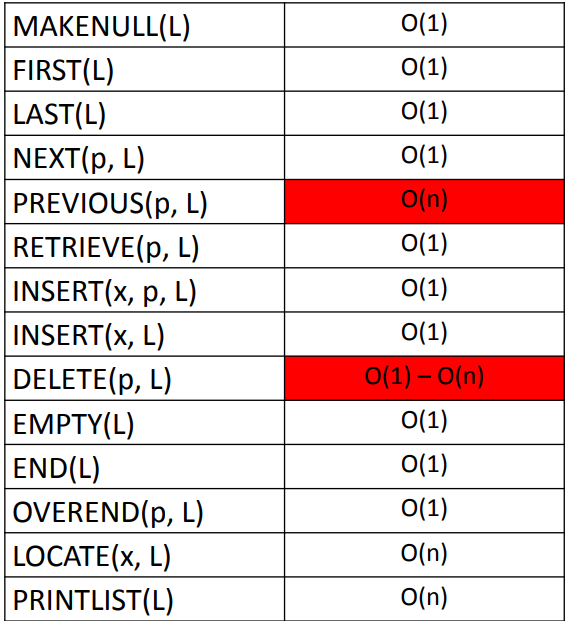 MAKENULL(L) O(1)
FIRST(L) O(1)
LAST(L) O(1)
NEXT(p, L) O(1)
PREVIOUS(p, L) O(n)
RETRIEVE(p, L) O(1)
INSERT(x, p, L) O(1)
INSERT(x, L) O(1)
DELETE(p, L) O(1) – O(n)
EMPTY(L) O(1)
END(L) O(1)
OVEREND(p, L) O(1)
LOCATE(x, L) O(n)
PRINTLIST(L) O(n)